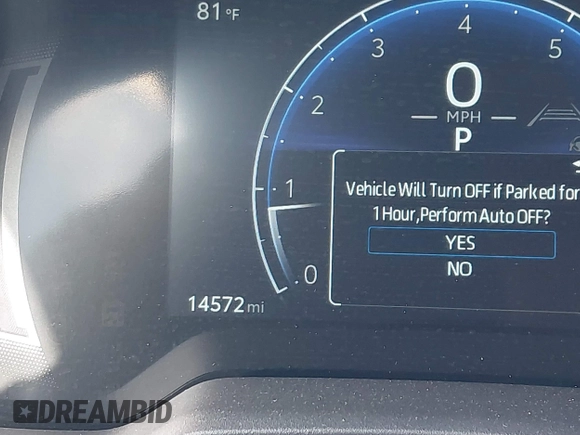 81 °F
4
3
5
2
0
MPH
P
1
Vehicle Will Turn OFF if Parked for
1 Hour,Perform Auto OFF?
YES
NO
0
14572 mi
DREAMBID